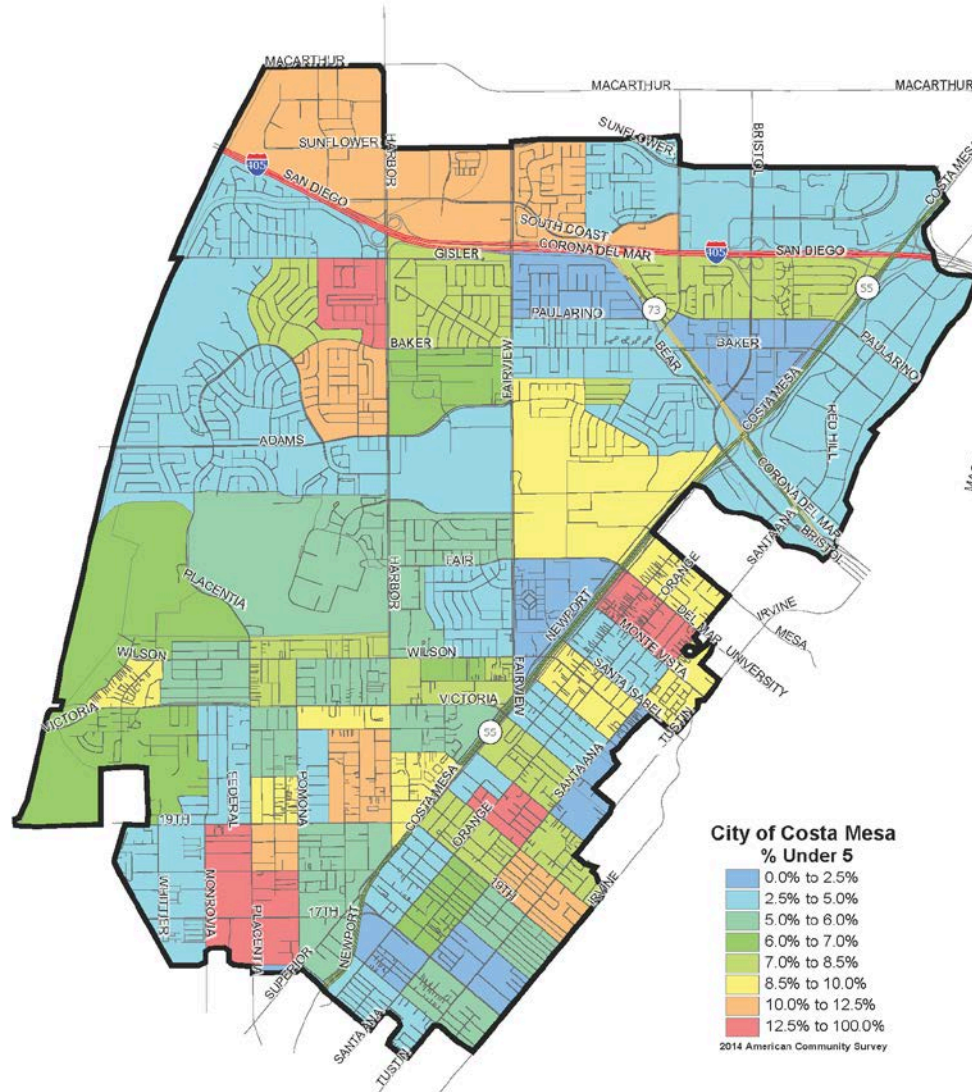 MACARTHUR
MACARTHUR
MACARTHUR
SUNFLOWER
SUNFLOWER
HARBOR
BRISTOL
COSTA MESA
405
SAN DIEGO
SOUTH COAST
CORONA DEL MAR
GISLER
405
SAN DIEGO
55
73
PAULARINO
BAKER
FAIRVIEW
BEAR
BAKER
PAULARINO
COSTA MESA
RED HILL
ADAMS
CORONA DEL MAR
SANTA ANA
BRISTOL
FAIR
HARBOR
PLACENTIA
ORANGE
NEWPORT
IRVINE
MESA
DEL MAR
UNIVERSITY
MONTE VISTA
WILSON
WILSON
FAIRVIEW
SANTA ISABEL
TUSTIN
VICTORIA
VICTORIA
55
SANTA ANA
FEDERAL
POMONA
COSTA MESA
ORANGE
19TH
19TH
IRVINE
WHITTIER
MONROVIA
PLACENTIA
17TH
NEWPORT
SUPERIOR
SANTA ANA
TUSTIN
City of Costa Mesa
% Under 5
0.0% to 2.5%
2.5% to 5.0%
5.0% to 6.0%
6.0% to 7.0%
7.0% to 8.5%
8.5% to 10.0%
10.0% to 12.5%
12.5% to 100.0%
2014 American Community Survey